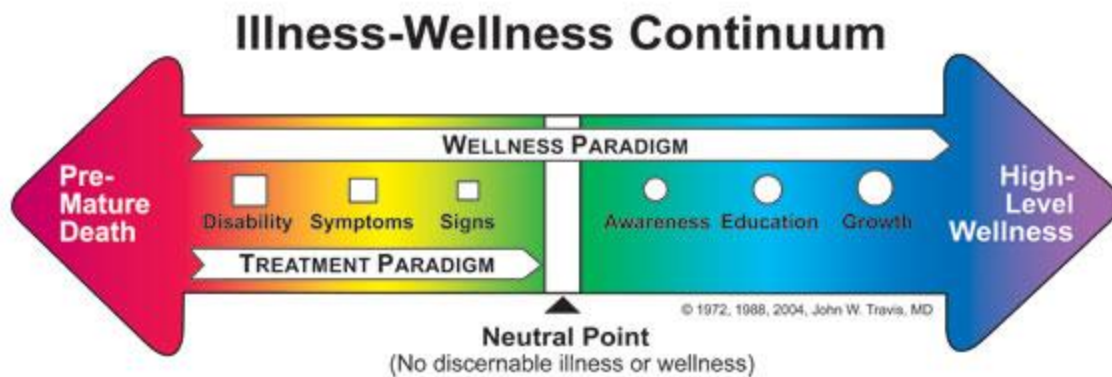 Illness-Wellness Continuum
WELLNESS PARADIGM
Pre-
Mature
Death
Disability Symptoms Signs
Awareness Education Growth
High-
Level
Wellness
TREATMENT PARADIGM
© 1972, 1988, 2004, John W. Travis, MD
Neutral Point
(No discernable illness or wellness)